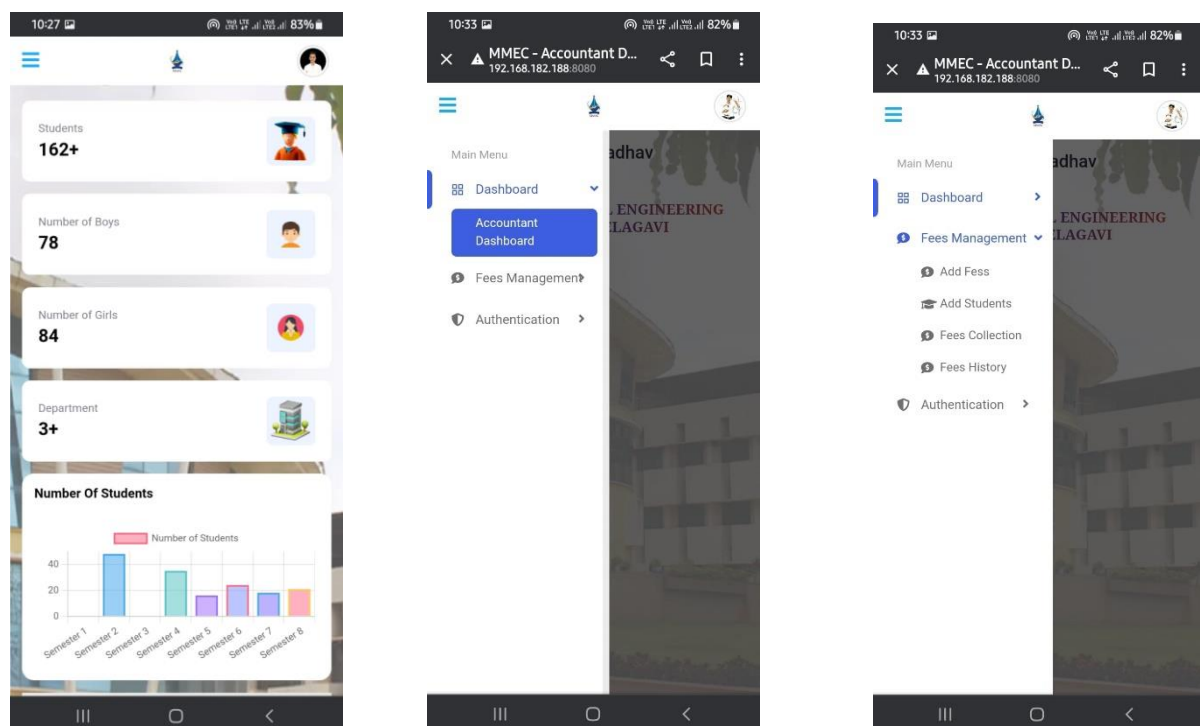 10:27
83%
Students
162+
Number of Boys
78
Number of Girls
84
Department
3+
Number Of Students
Number of Students
40
20
0
Semester 1
Semester 2
Semester 3
Semester 4
Semester 5
Semester 6
Semester 7
Semester 8
10:33
82%
MMEC - Accountant D...
192.168.182.188:8080
Main Menu
adhav
Dashboard
ENGINEERING
Accountant
ELAGAVI
Dashboard
Fees Management
Authentication
10:33
82%
MMEC - Accountant D...
192.168.182.188:8080
Main Menu
adhav
Dashboard
ENGINEERING
Fees Management
ELAGAVI
Add Fess
Add Students
Fees Collection
Fees History
Authentication